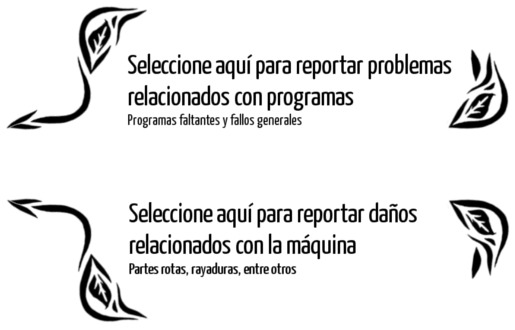 Seleccione aquí para reportar problemas
relacionados con programas
Programas faltantes y fallos generales
Seleccione aquí para reportar daños
relacionados con la máquina
Partes rotas, rayaduras, entre otros